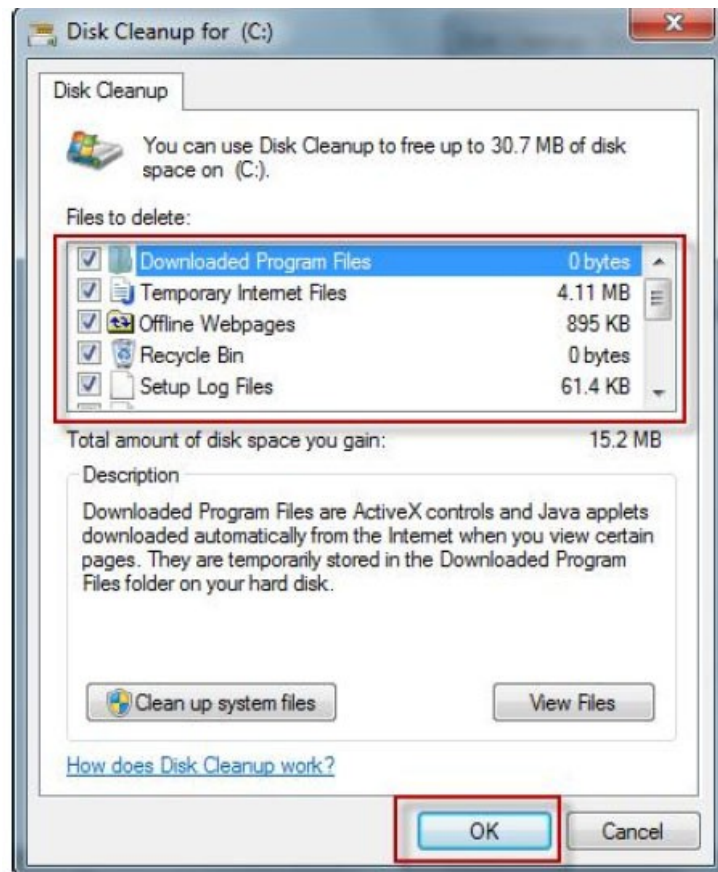 Disk Cleanup for (C:)
Disk Cleanup
You can use Disk Cleanup to free up to 30.7 MB of disk
space on (C:).
Files to delete:
Downloaded Program Files 0 bytes
Temporary Internet Files 4.11 MB
Offline Webpages 895 KB
Recycle Bin 0 bytes
Setup Log Files 61.4 KB
Total amount of disk space you gain: 15.2 MB
Description
Downloaded Program Files are ActiveX controls and Java applets
downloaded automatically from the Internet when you view certain
pages. They are temporarily stored in the Downloaded Program
Files folder on your hard disk.
Clean up system files View Files
How does Disk Cleanup work?
OK Cancel